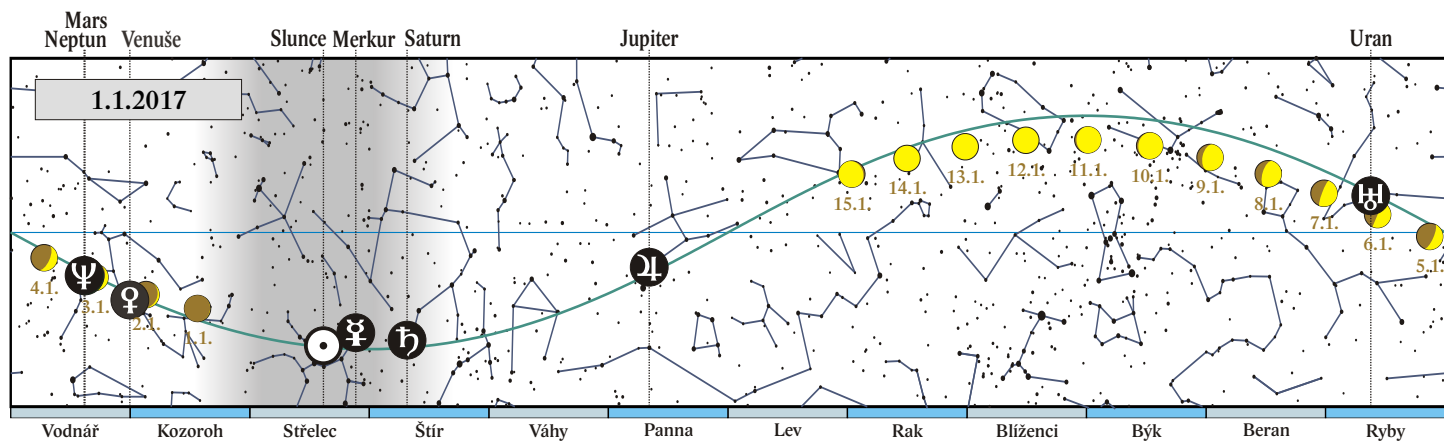 Mars
Neptun Venuše Slunce Merkur Saturn Jupiter Uran
1.1.2017
15.1. 14.1. 13.1. 12.1. 11.1. 10.1. 9.1. 8.1. 7.1. 6.1. 5.1.
4.1. 3.1. 2.1. 1.1.
Vodnář Kozoroh Střelec Štír Váhy Panna Lev Rak Blíženci Býk Beran Ryby